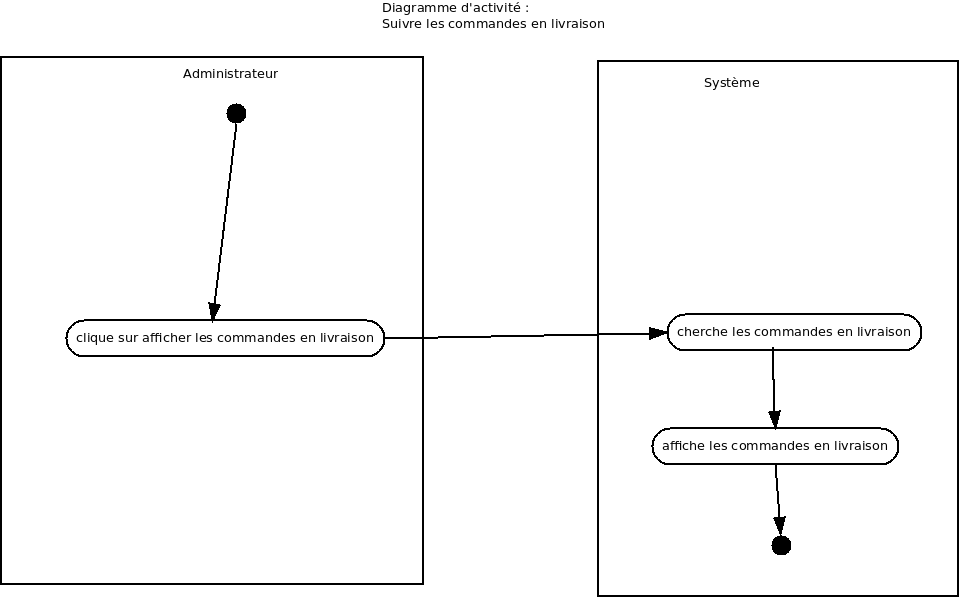 Diagramme d'activité :
Suivre les commandes en livraison
Administrateur
Système
clique sur afficher les commandes en livraison
cherche les commandes en livraison
affiche les commandes en livraison